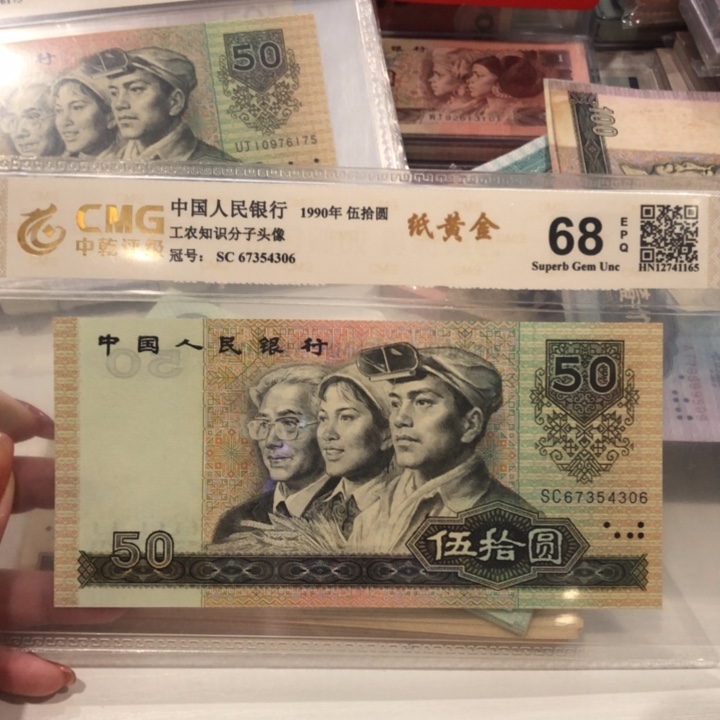 50
UJ10976175
CMG
中乾评级
中国人民银行 1990年 伍拾圆
工农知识分子头像
冠号: SC 67354306
纸黄金
68
EPQ
Superb Gem Unc
HN12741165
中国人民银行
50
SC67354306
50
伍拾圆